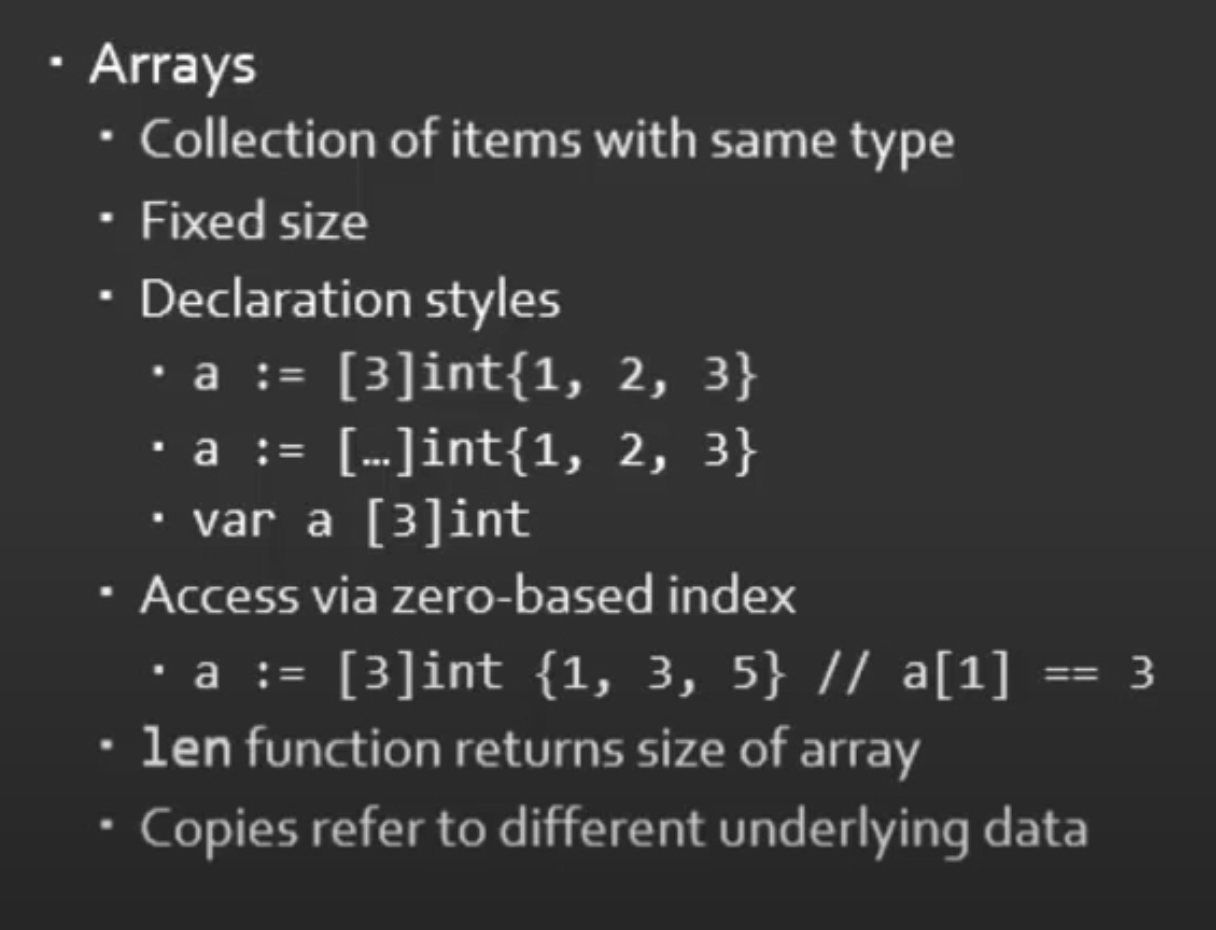 ▪ Arrays
▪ Collection of items with same type
▪ Fixed size
▪ Declaration styles
▪ a := [3]int{1, 2, 3}
▪ a := […]int{1, 2, 3}
▪ var a [3]int
▪ Access via zero-based index
▪ a := [3]int {1, 3, 5} // a[1] == 3
▪ len function returns size of array
▪ Copies refer to different underlying data